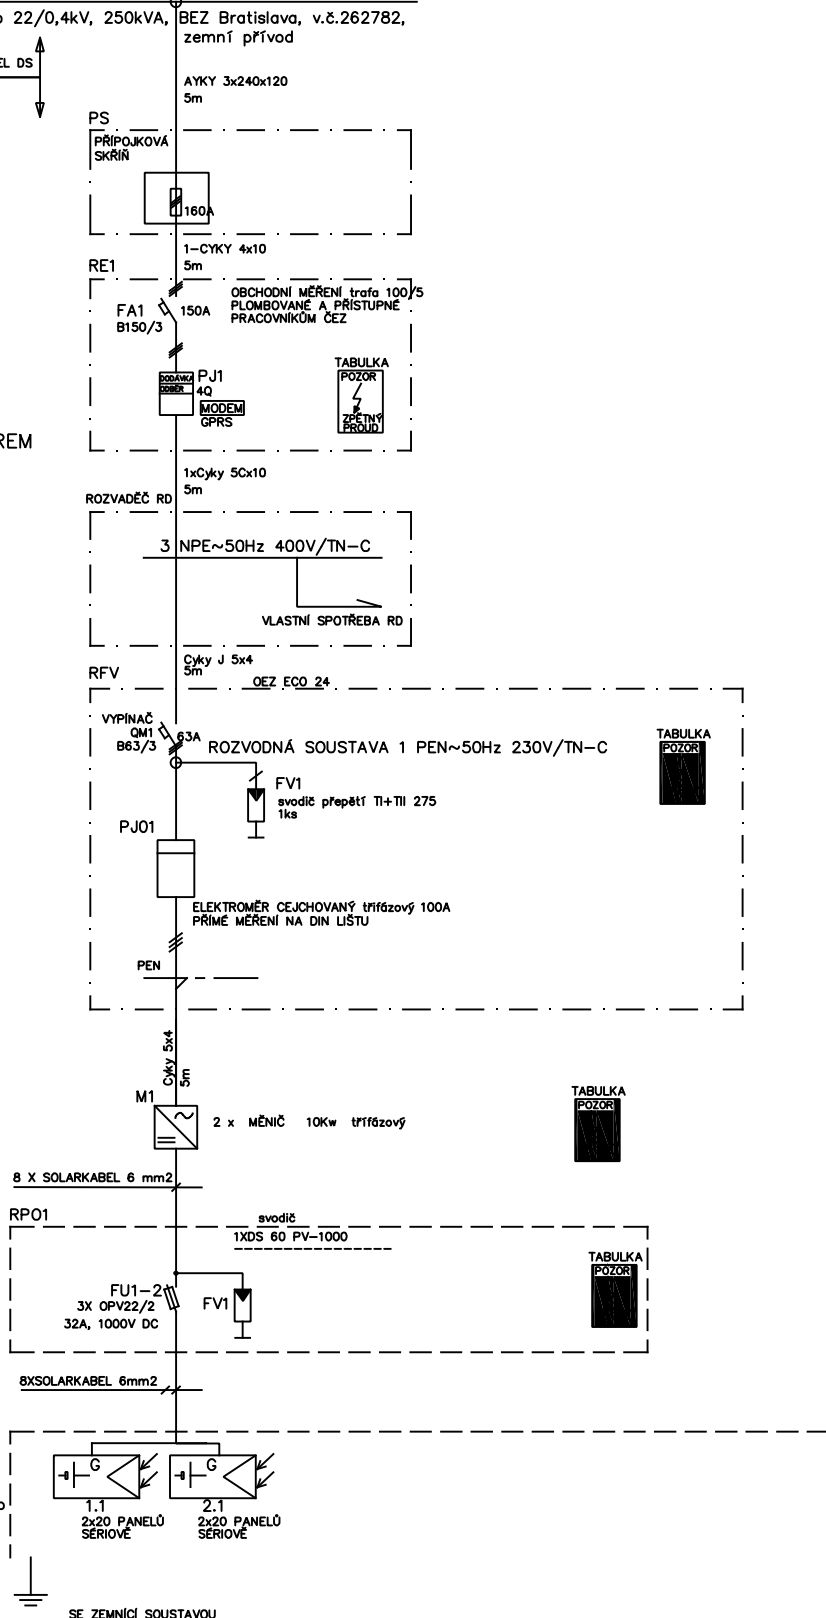 22/0,4kV, 250kVA, BEZ Bratislava, v.č.262782,
zemní přívod
EL DS
AYKY 3x240x120
5m
PS
PŘÍPOJKOVÁ
SKŘÍŇ
160A
1-CYKY 4x10
5m
RE1
OBCHODNÍ MĚŘENÍ trafa 100/5
PLOMBOVANÉ A PŘÍSTUPNÉ
PRACOVNÍKŮM ČEZ
FA1
B150/3
150A
DODÁVKA
ODBĚR
PJ1
4Q
MODEM
GPRS
TABULKA
POZOR
ZPĚTNÝ
PROUD
REM
1xCyky 5Cx10
5m
ROZVADĚČ RD
3 NPE~50Hz 400V/TN-C
VLASTNÍ SPOTŘEBA RD
Cyky J 5x4
5m
RFV
OEZ ECO 24
VYPÍNAČ
QM1
B63/3
63A
ROZVODNÁ SOUSTAVA 1 PEN~50Hz 230V/TN-C
TABULKA
POZOR
FV1
svodič přepětí TI+TII 275
1ks
PJ01
ELEKTROMĚR CEJCHOVANÝ třífázový 100A
PŘÍMÉ MĚŘENÍ NA DIN LIŠTU
PEN
Cyky 5x4
5m
M1
2 x MĚNIČ 10Kw třífázový
TABULKA
POZOR
8 X SOLARKABEL 6 mm2
RP01
svodič
1XDS 60 PV-1000
TABULKA
POZOR
FU1-2
3X OPV22/2
32A, 1000V DC
FV1
8XSOLARKABEL 6mm2
G
G
1.1
2x20 PANELŮ
SÉRIOVĚ
2.1
2x20 PANELŮ
SÉRIOVĚ
SE ZEMNÍCÍ SOUSTAVOU